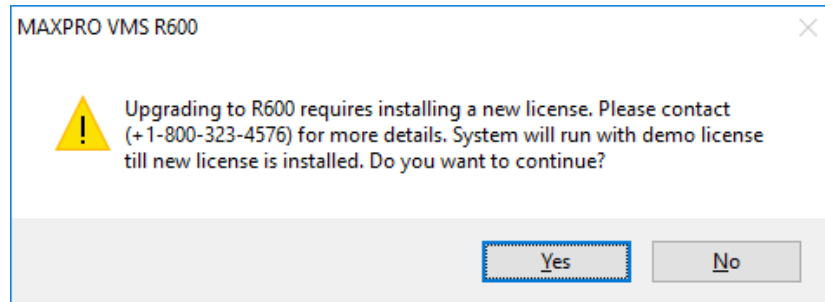 MAXPRO VMS R600
Upgrading to R600 requires installing a new license. Please contact
(+1-800-323-4576) for more details. System will run with demo license
till new license is installed. Do you want to continue?
Yes
No